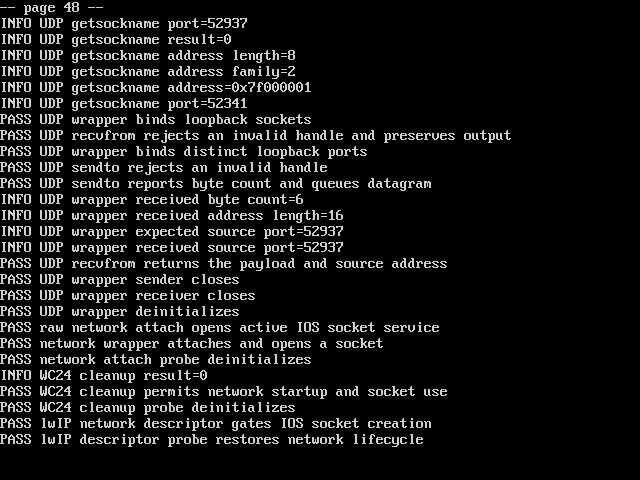 -- page 48 --
INFO UDP getsockname port=52937
INFO UDP getsockname result=0
INFO UDP getsockname address length=8
INFO UDP getsockname address family=2
INFO UDP getsockname address=0x7f000001
INFO UDP getsockname port=52341
PASS UDP wrapper binds loopback sockets
PASS UDP recvfrom rejects an invalid handle and preserves output
PASS UDP wrapper binds distinct loopback ports
PASS UDP sendto rejects an invalid handle
PASS UDP sendto reports byte count and queues datagram
INFO UDP wrapper received byte count=6
INFO UDP wrapper received address length=16
INFO UDP wrapper expected source port=52937
INFO UDP wrapper received source port=52937
PASS UDP recvfrom returns the payload and source address
PASS UDP wrapper sender closes
PASS UDP wrapper receiver closes
PASS UDP wrapper deinitializes
PASS raw network attach opens active IOS socket service
PASS network wrapper attaches and opens a socket
PASS network attach probe deinitializes
INFO WC24 cleanup result=0
PASS WC24 cleanup permits network startup and socket use
PASS WC24 cleanup probe deinitializes
PASS lwIP network descriptor gates IOS socket creation
PASS lwIP descriptor probe restores network lifecycle